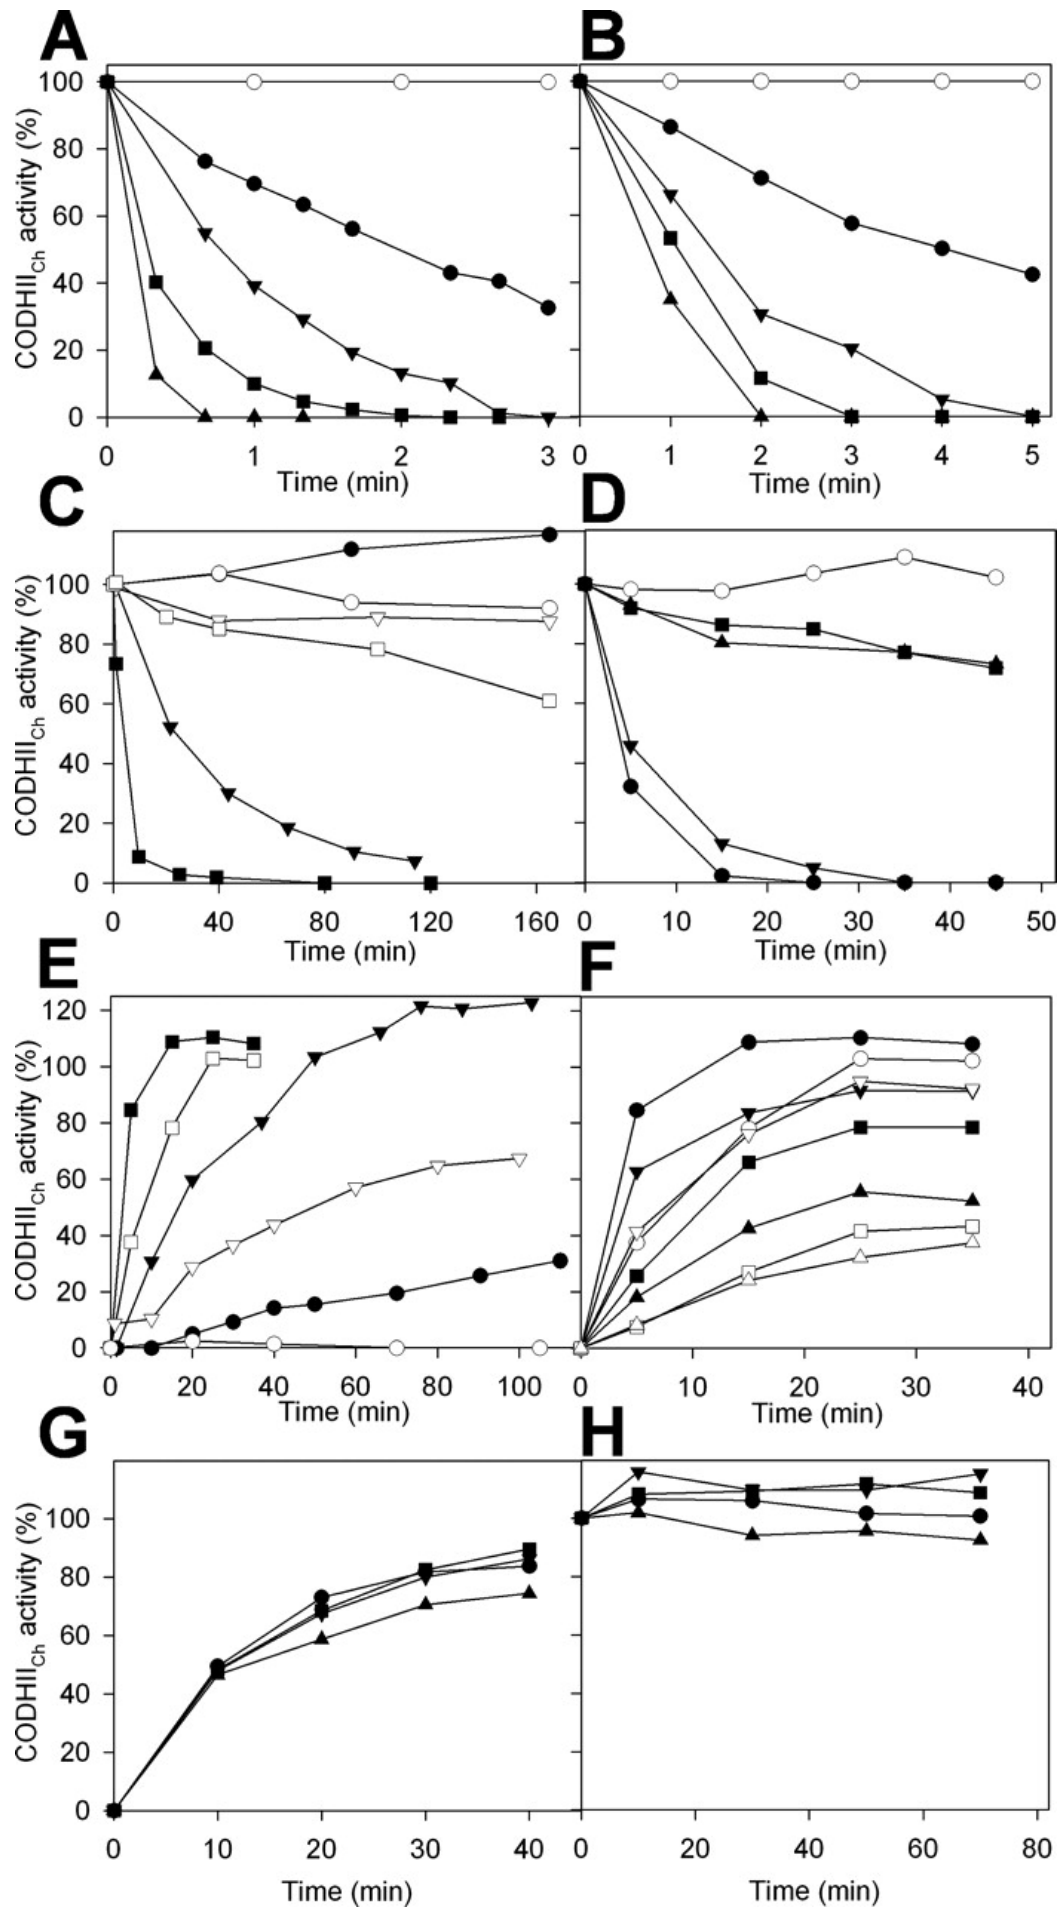 A B
CODHII_Ch activity (%)
100
80
60
40
20
0
0 1 2 3
Time (min)
0 1 2 3 4 5
Time (min)
C D
CODHII_Ch activity (%)
100
80
60
40
20
0
0 40 80 120 160
Time (min)
0 10 20 30 40 50
Time (min)
E F
CODHII_Ch activity (%)
120
100
80
60
40
20
0
0 20 40 60 80 100
Time (min)
0 10 20 30 40
Time (min)
G H
CODHII_Ch activity (%)
100
80
60
40
20
0
0 10 20 30 40
Time (min)
0 20 40 60 80
Time (min)